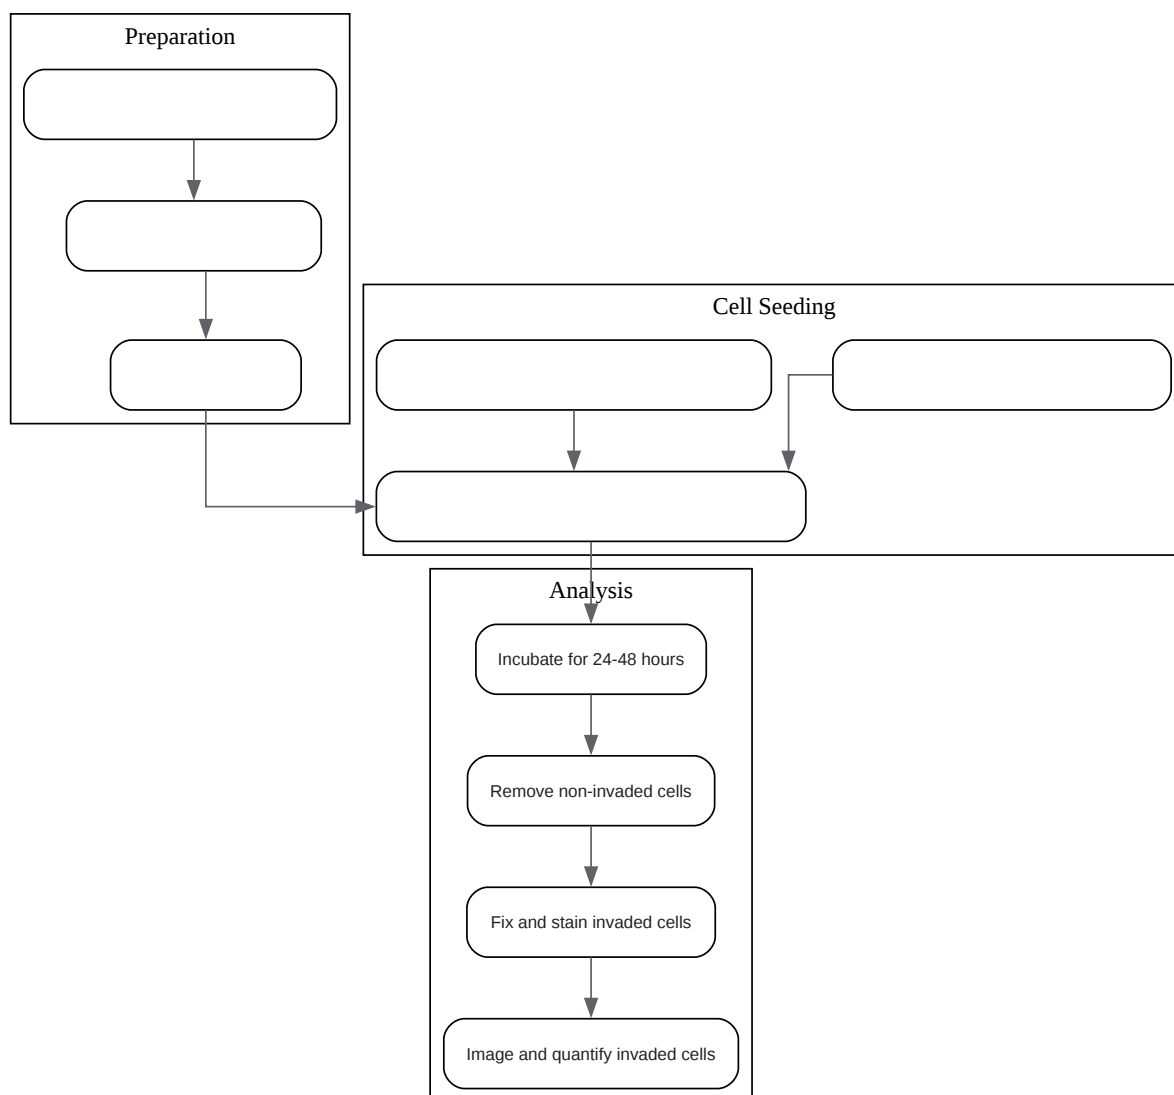 Preparation
Cell Seeding
Analysis
Incubate for 24-48 hours
Remove non-invaded cells
Fix and stain invaded cells
Image and quantify invaded cells